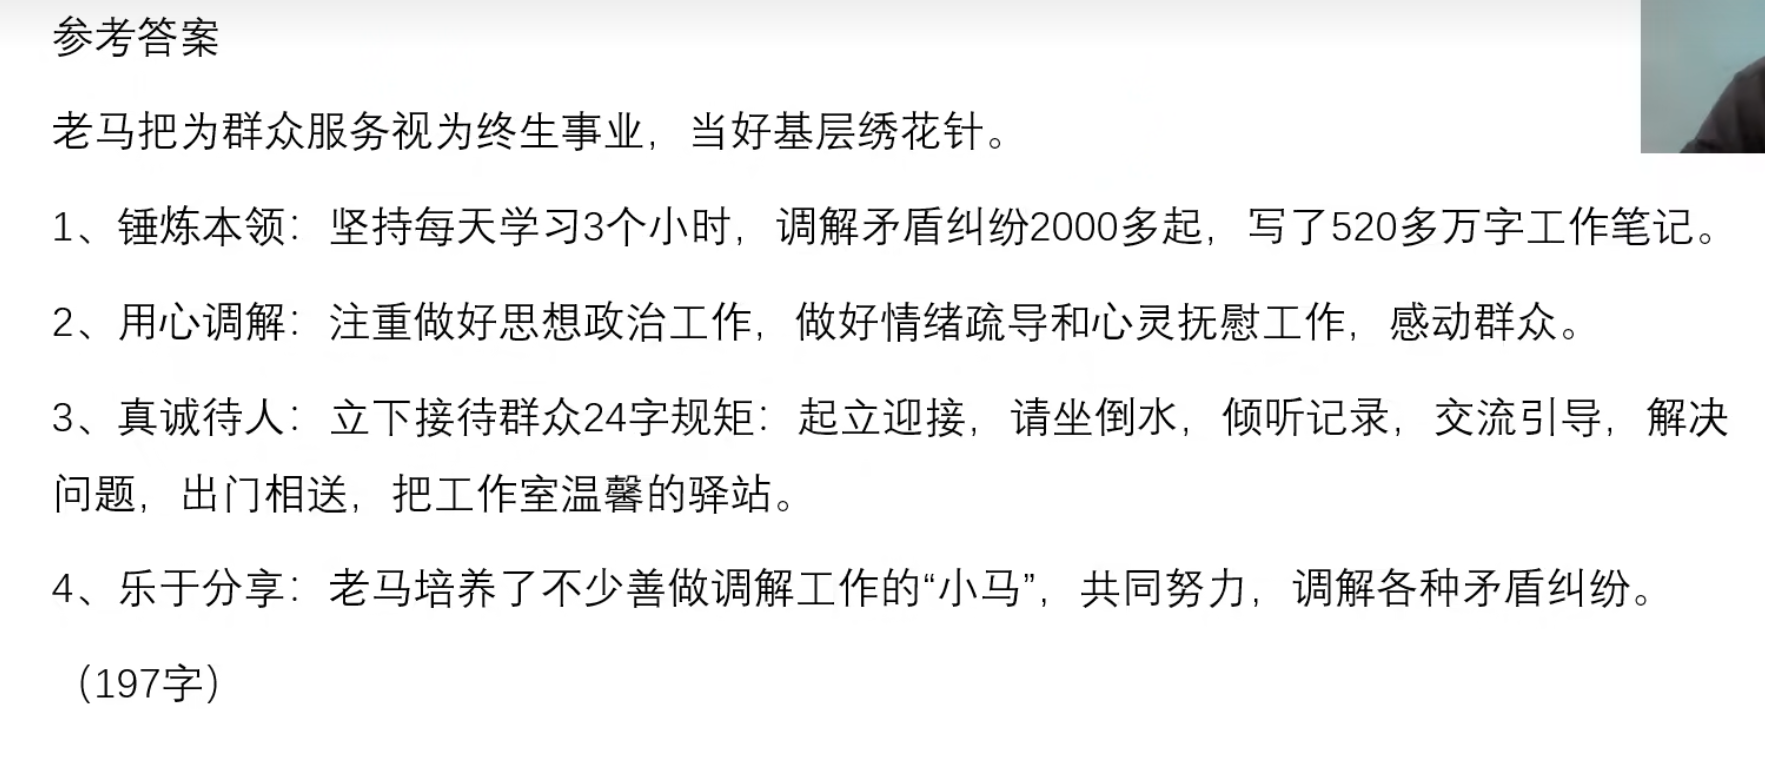 参考答案
老马把为群众服务视为终生事业，当好基层绣花针。
1、锤炼本领：坚持每天学习3个小时，调解矛盾纠纷2000多起，写了520多万字工作笔记。
2、用心调解：注重做好思想政治工作，做好情绪疏导和心灵抚慰工作，感动群众。
3、真诚待人：立下接待群众24字规矩：起立迎接，请坐倒水，倾听记录，交流引导，解决
问题，出门相送，把工作室温馨的驿站。
4、乐于分享：老马培养了不少善做调解工作的“小马”，共同努力，调解各种矛盾纠纷。
（197字）